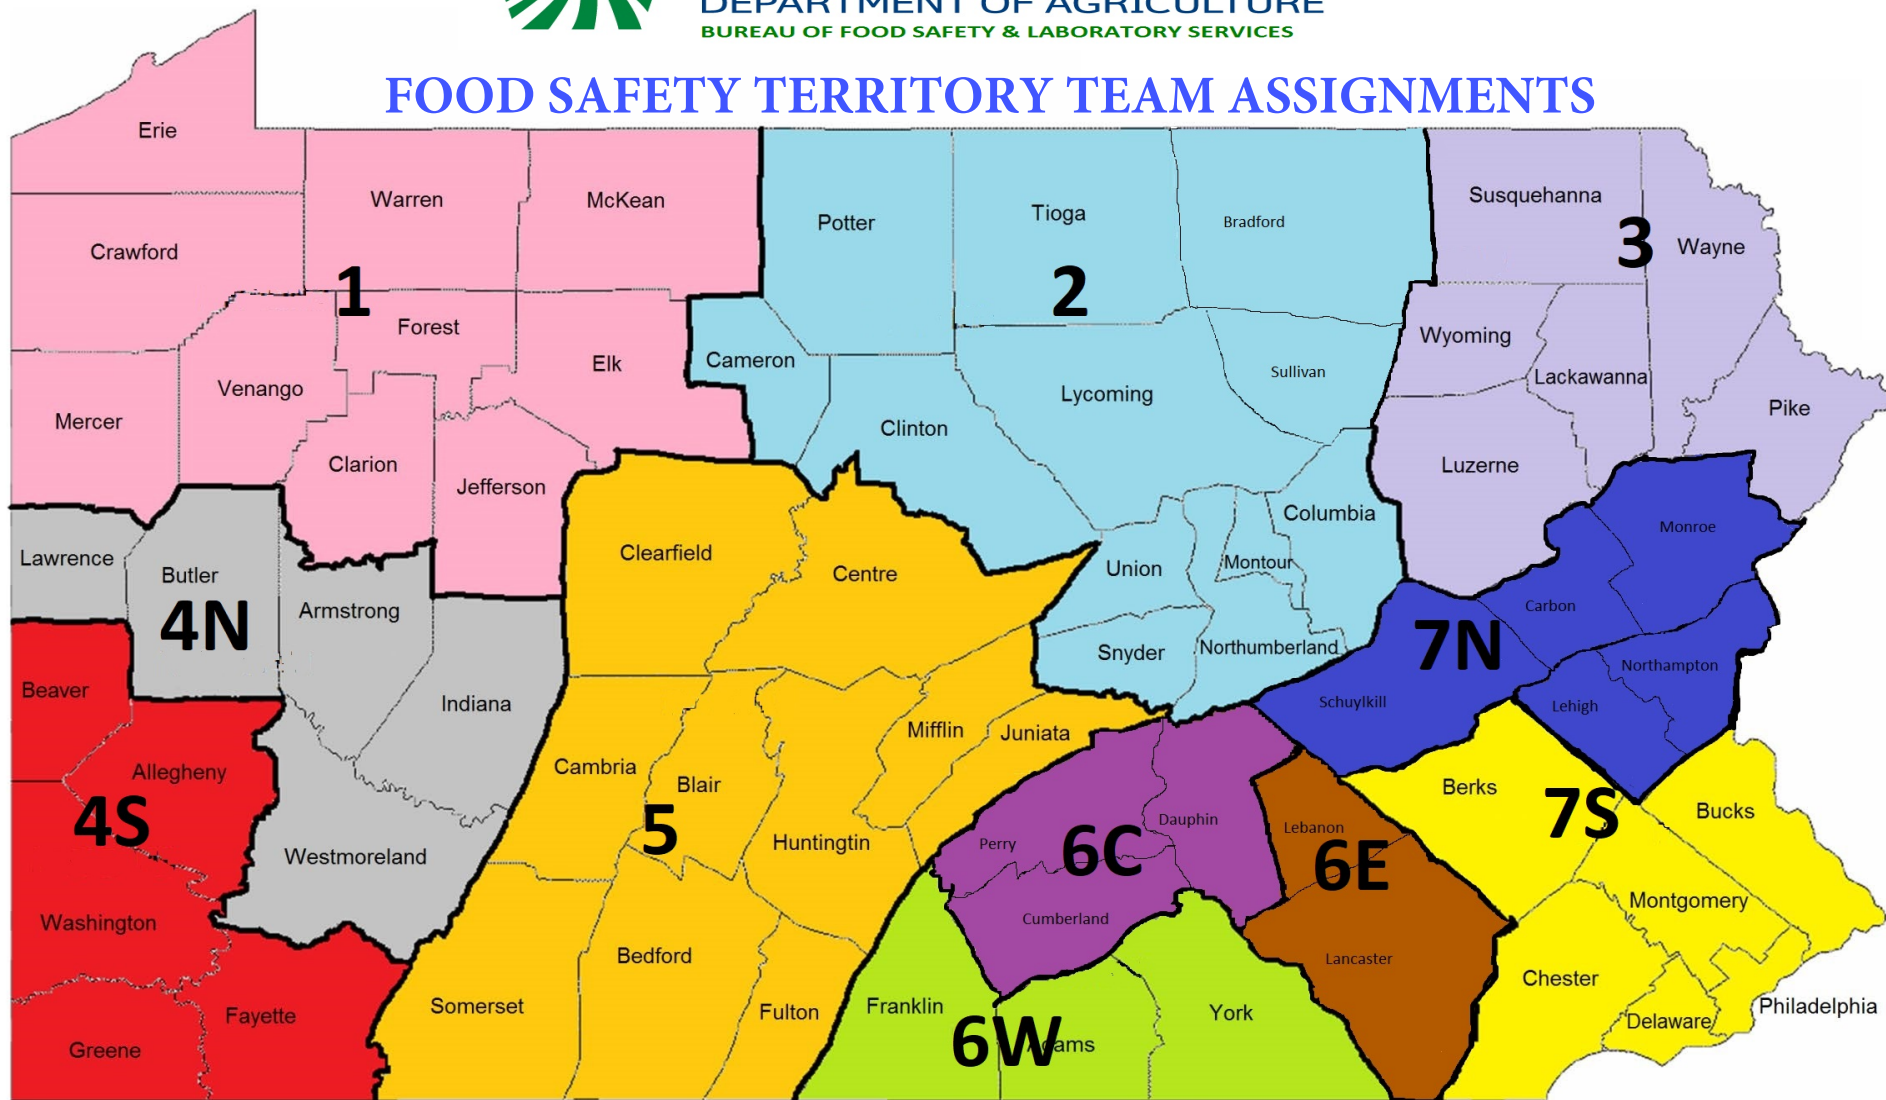 DEPARTMENT OF AGRICULTURE
BUREAU OF FOOD SAFETY & LABORATORY SERVICES
FOOD SAFETY TERRITORY TEAM ASSIGNMENTS
Erie
Warren
McKean
Crawford
1
Forest
Elk
Venango
Mercer
Clarion
Jefferson
Potter
Tioga
Bradford
2
Cameron
Lycoming
Sullivan
Clinton
Columbia
Union
Montour
Snyder
Northumberland
Susquehanna
3
Wayne
Wyoming
Lackawanna
Pike
Luzerne
Lawrence
Butler
4N
Armstrong
Indiana
Westmoreland
Beaver
Allegheny
4S
Washington
Fayette
Greene
Clearfield
Centre
Mifflin
Juniata
Cambria
Blair
5
Huntingtin
Bedford
Somerset
Fulton
Perry
Dauphin
6C
Cumberland
Lebanon
6E
Lancaster
Franklin
York
6W
Adams
Monroe
Carbon
7N
Northampton
Schuylkill
Lehigh
Berks
7S
Bucks
Montgomery
Chester
Philadelphia
Delaware